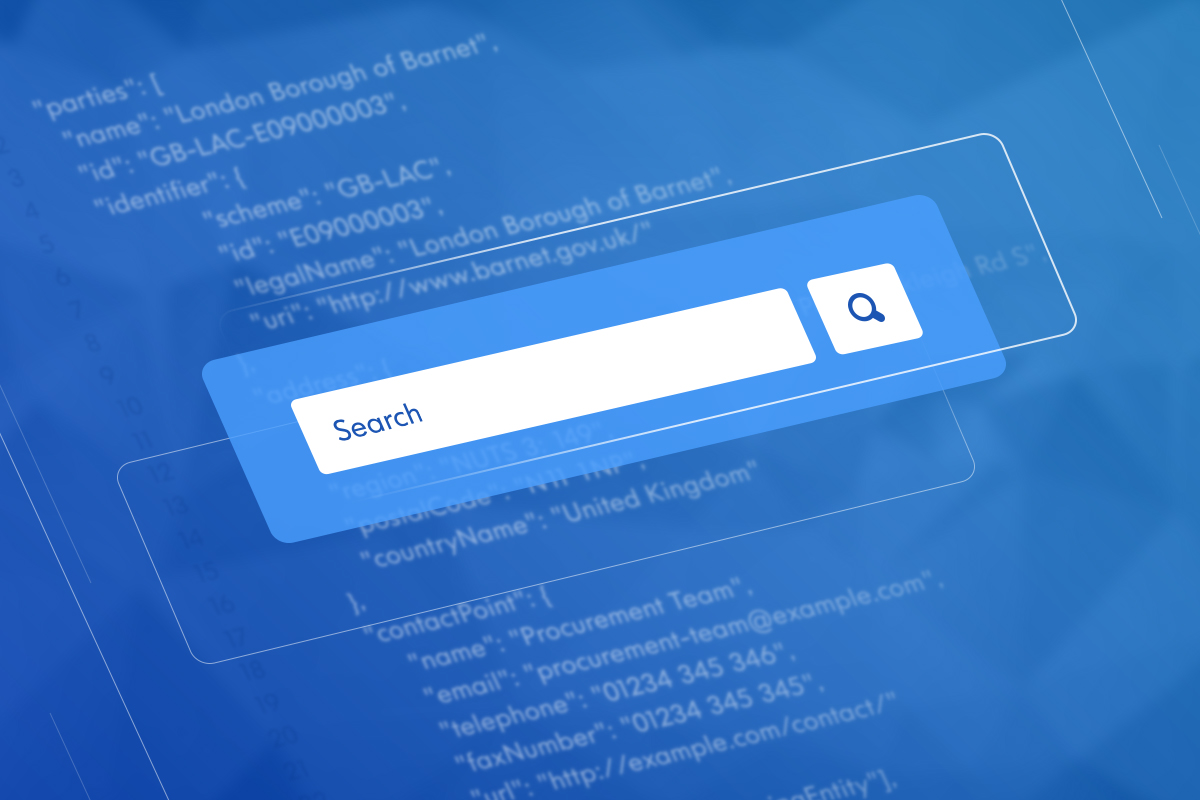 "parties": [
"name": "London Borough of Barnet",
"id": "GB-LAC-E09000003",
"identifier": {
"scheme": "GB-LAC",
"id": "E09000003",
"legalName": "London Borough of Barnet",
"uri": "http://www.barnet.gov.uk/"
},
"address": {
Rd S",
Search
"region": "NUTS 3: 149",
"postalCode": "N11 1NP",
"countryName": "United Kingdom"
},
"contactPoint": {
"name": "Procurement Team",
"email": "procurement-team@example.com",
"telephone": "01234 345 346",
"faxNumber": "01234 345 345",
"url": "http://example.com/contact/"
2
3
4
5
6
7
8
9
10
11
12
13
14
15
16
17
18
19
20
21